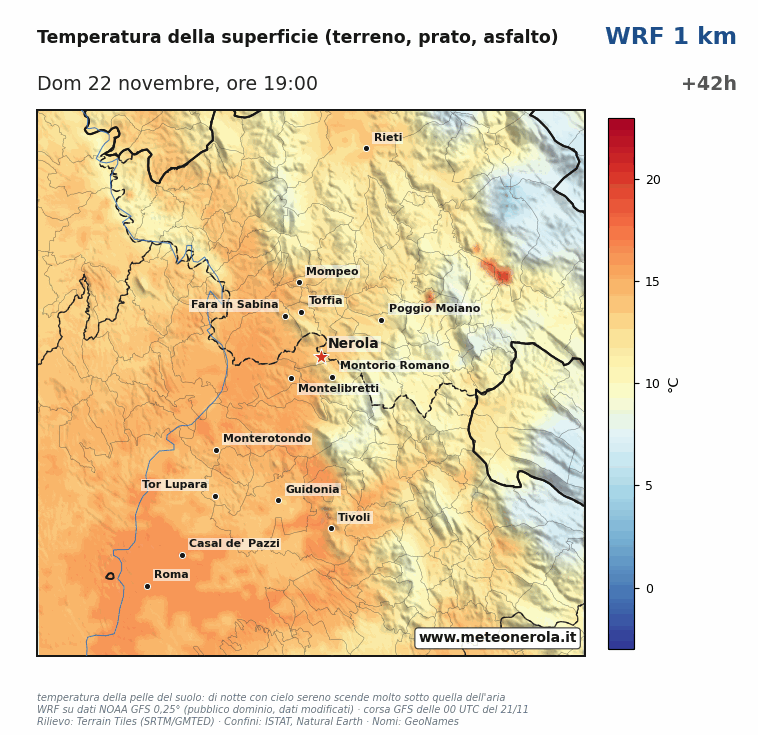 Temperatura della superficie (terreno, prato, asfalto)
WRF 1 km
Dom 22 novembre, ore 19:00
+42h
Rieti
Mompeo
Toffia
Fara in Sabina
Poggio Moiano
Nerola
Montorio Romano
Montelibretti
Monterotondo
Tor Lupara
Guidonia
Tivoli
Casal de' Pazzi
Roma
www.meteonerola.it
20
15
10
5
0
°C
temperatura della pelle del suolo: di notte con cielo sereno scende molto sotto quella dell'aria
WRF su dati NOAA GFS 0,25° (pubblico dominio, dati modificati) · corsa GFS delle 00 UTC del 21/11
Rilievo: Terrain Tiles (SRTM/GMTED) · Confini: ISTAT, Natural Earth · Nomi: GeoNames